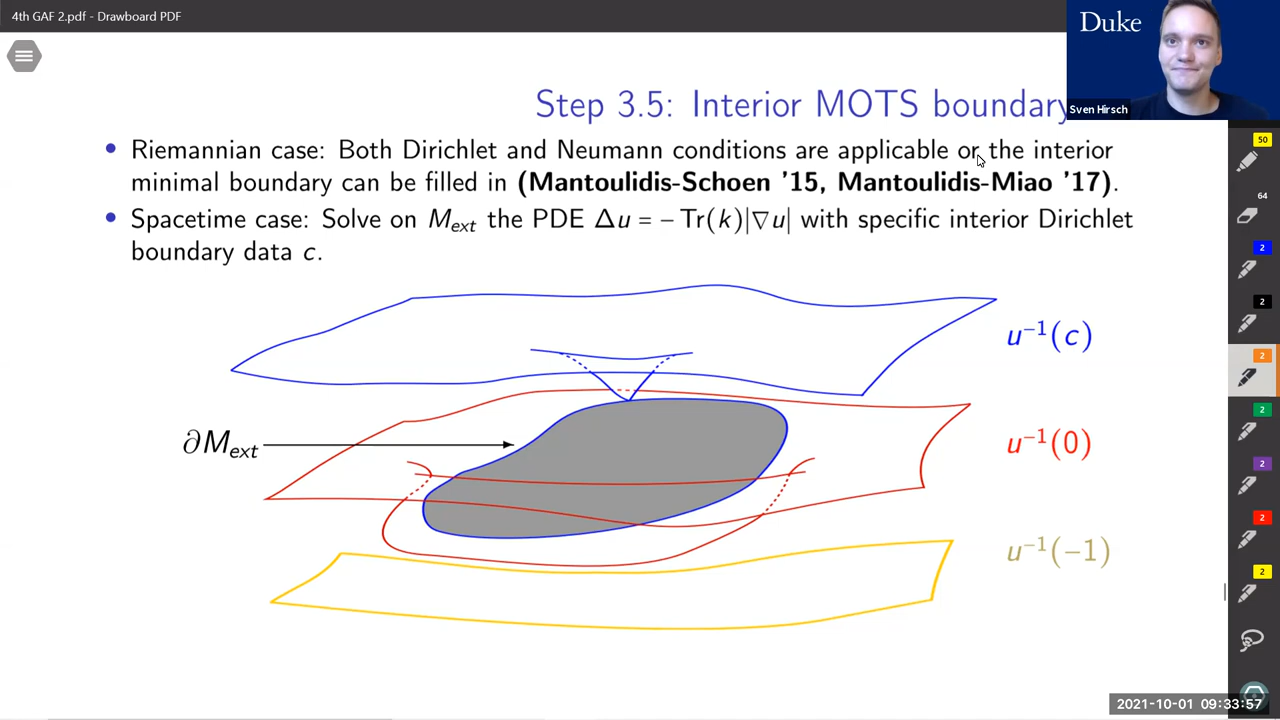 4th GAF 2.pdf - Drawboard PDF
Duke
Sven Hirsch
Step 3.5: Interior MOTS boundary
• Riemannian case: Both Dirichlet and Neumann conditions are applicable or the interior
minimal boundary can be filled in (Mantoulidis-Schoen '15, Mantoulidis-Miao '17).
• Spacetime case: Solve on M_ext the PDE Δu = − Tr(k)|∇u| with specific interior Dirichlet
boundary data c.
u⁻¹(c)
∂M_ext
u⁻¹(0)
u⁻¹(−1)
50
64
2
2
2
2
2
2
2
2
2021-10-01 09:33:57